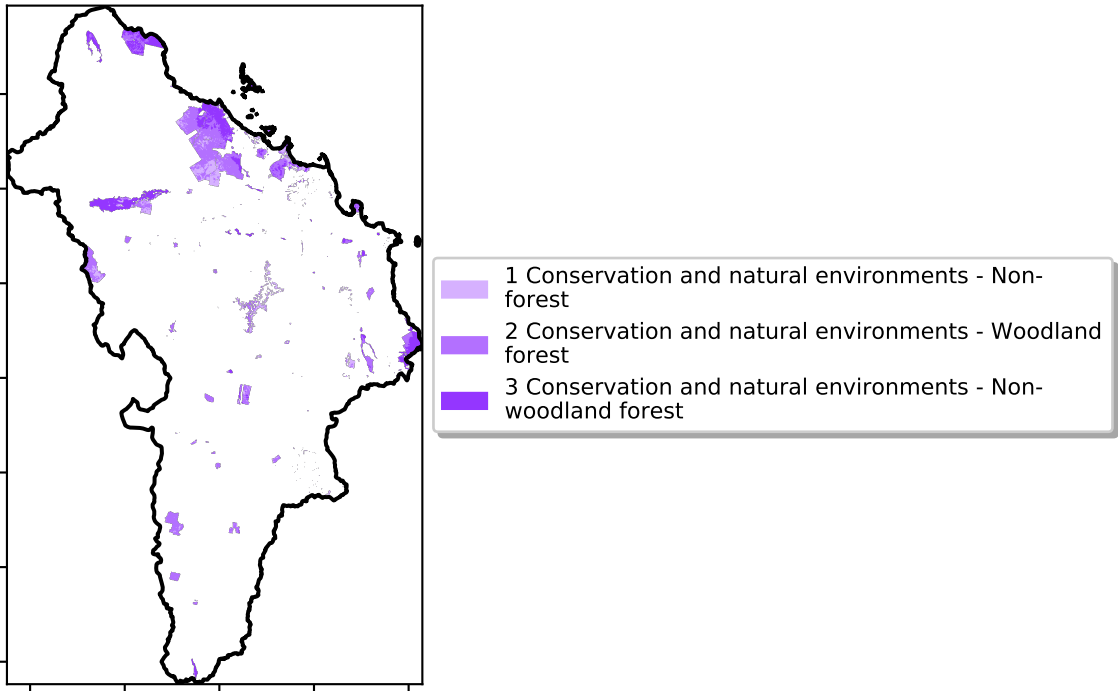 1 Conservation and natural environments - Non-
forest
2 Conservation and natural environments - Woodland
forest
3 Conservation and natural environments - Non-
woodland forest